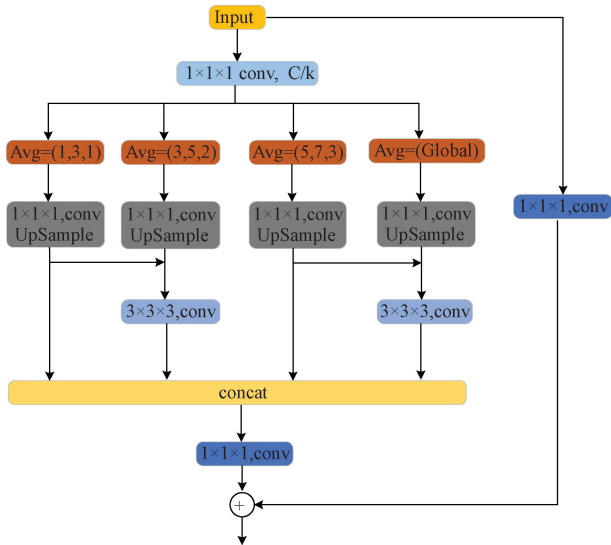 Input
1×1×1 conv, C/k
Avg=(1,3,1)
Avg=(3,5,2)
Avg=(5,7,3)
Avg=(Global)
1×1×1,conv
UpSample
1×1×1,conv
UpSample
1×1×1,conv
UpSample
1×1×1,conv
UpSample
1×1×1,conv
3×3×3,conv
3×3×3,conv
concat
1×1×1,conv
+